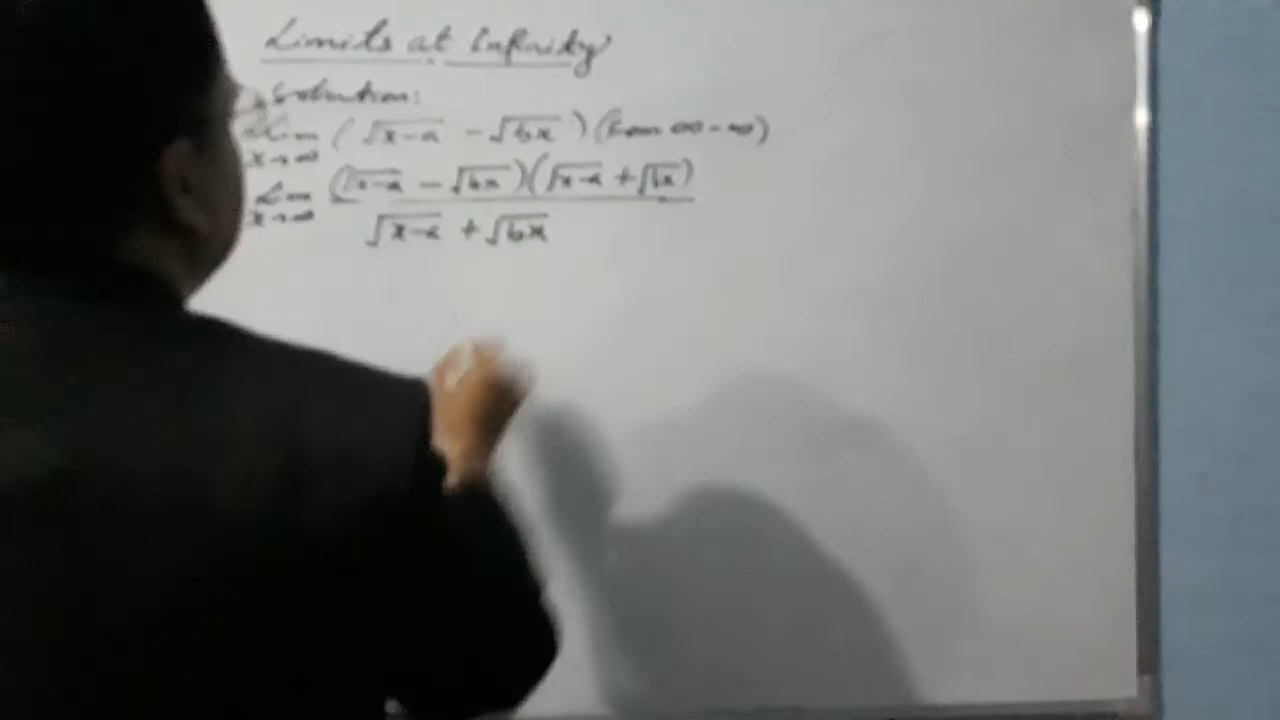 Limits at Infinity
Solution:
Lim x→∞ (√x-a - √bx) (Form ∞-∞)
Lim x→∞ (√x-a - √bx)(√x-a + √bx)
√x-a + √bx